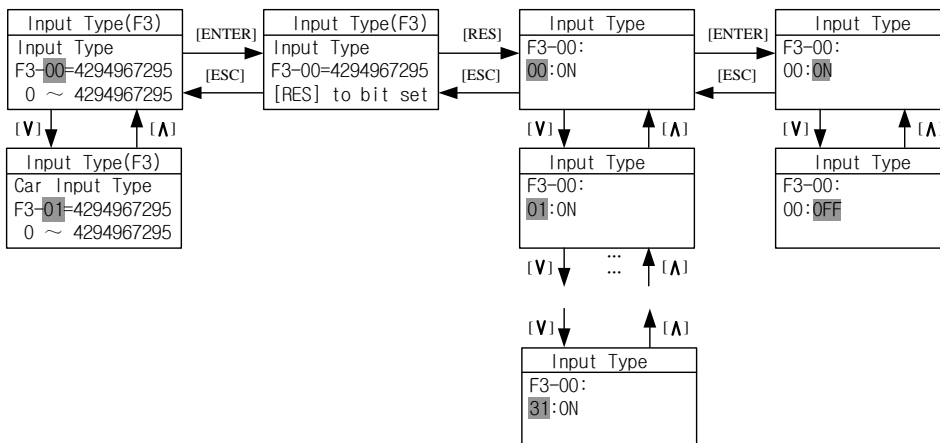 Input Type(F3)
Input Type
F3-00=4294967295
0 ～ 4294967295
[ENTER]
[ESC]
Input Type(F3)
Input Type
F3-00=4294967295
[RES] to bit set
[RES]
[ESC]
Input Type
F3-00:
00:ON
[ENTER]
[ESC]
Input Type
F3-00:
00:ON
[∨]
[∧]
[∨]
[∧]
[∨]
[∧]
Input Type(F3)
Car Input Type
F3-01=4294967295
0 ～ 4294967295
Input Type
F3-00:
01:ON
Input Type
F3-00:
00:OFF
[∨]
...
...
[∧]
[∨]
[∧]
Input Type
F3-00:
31:ON